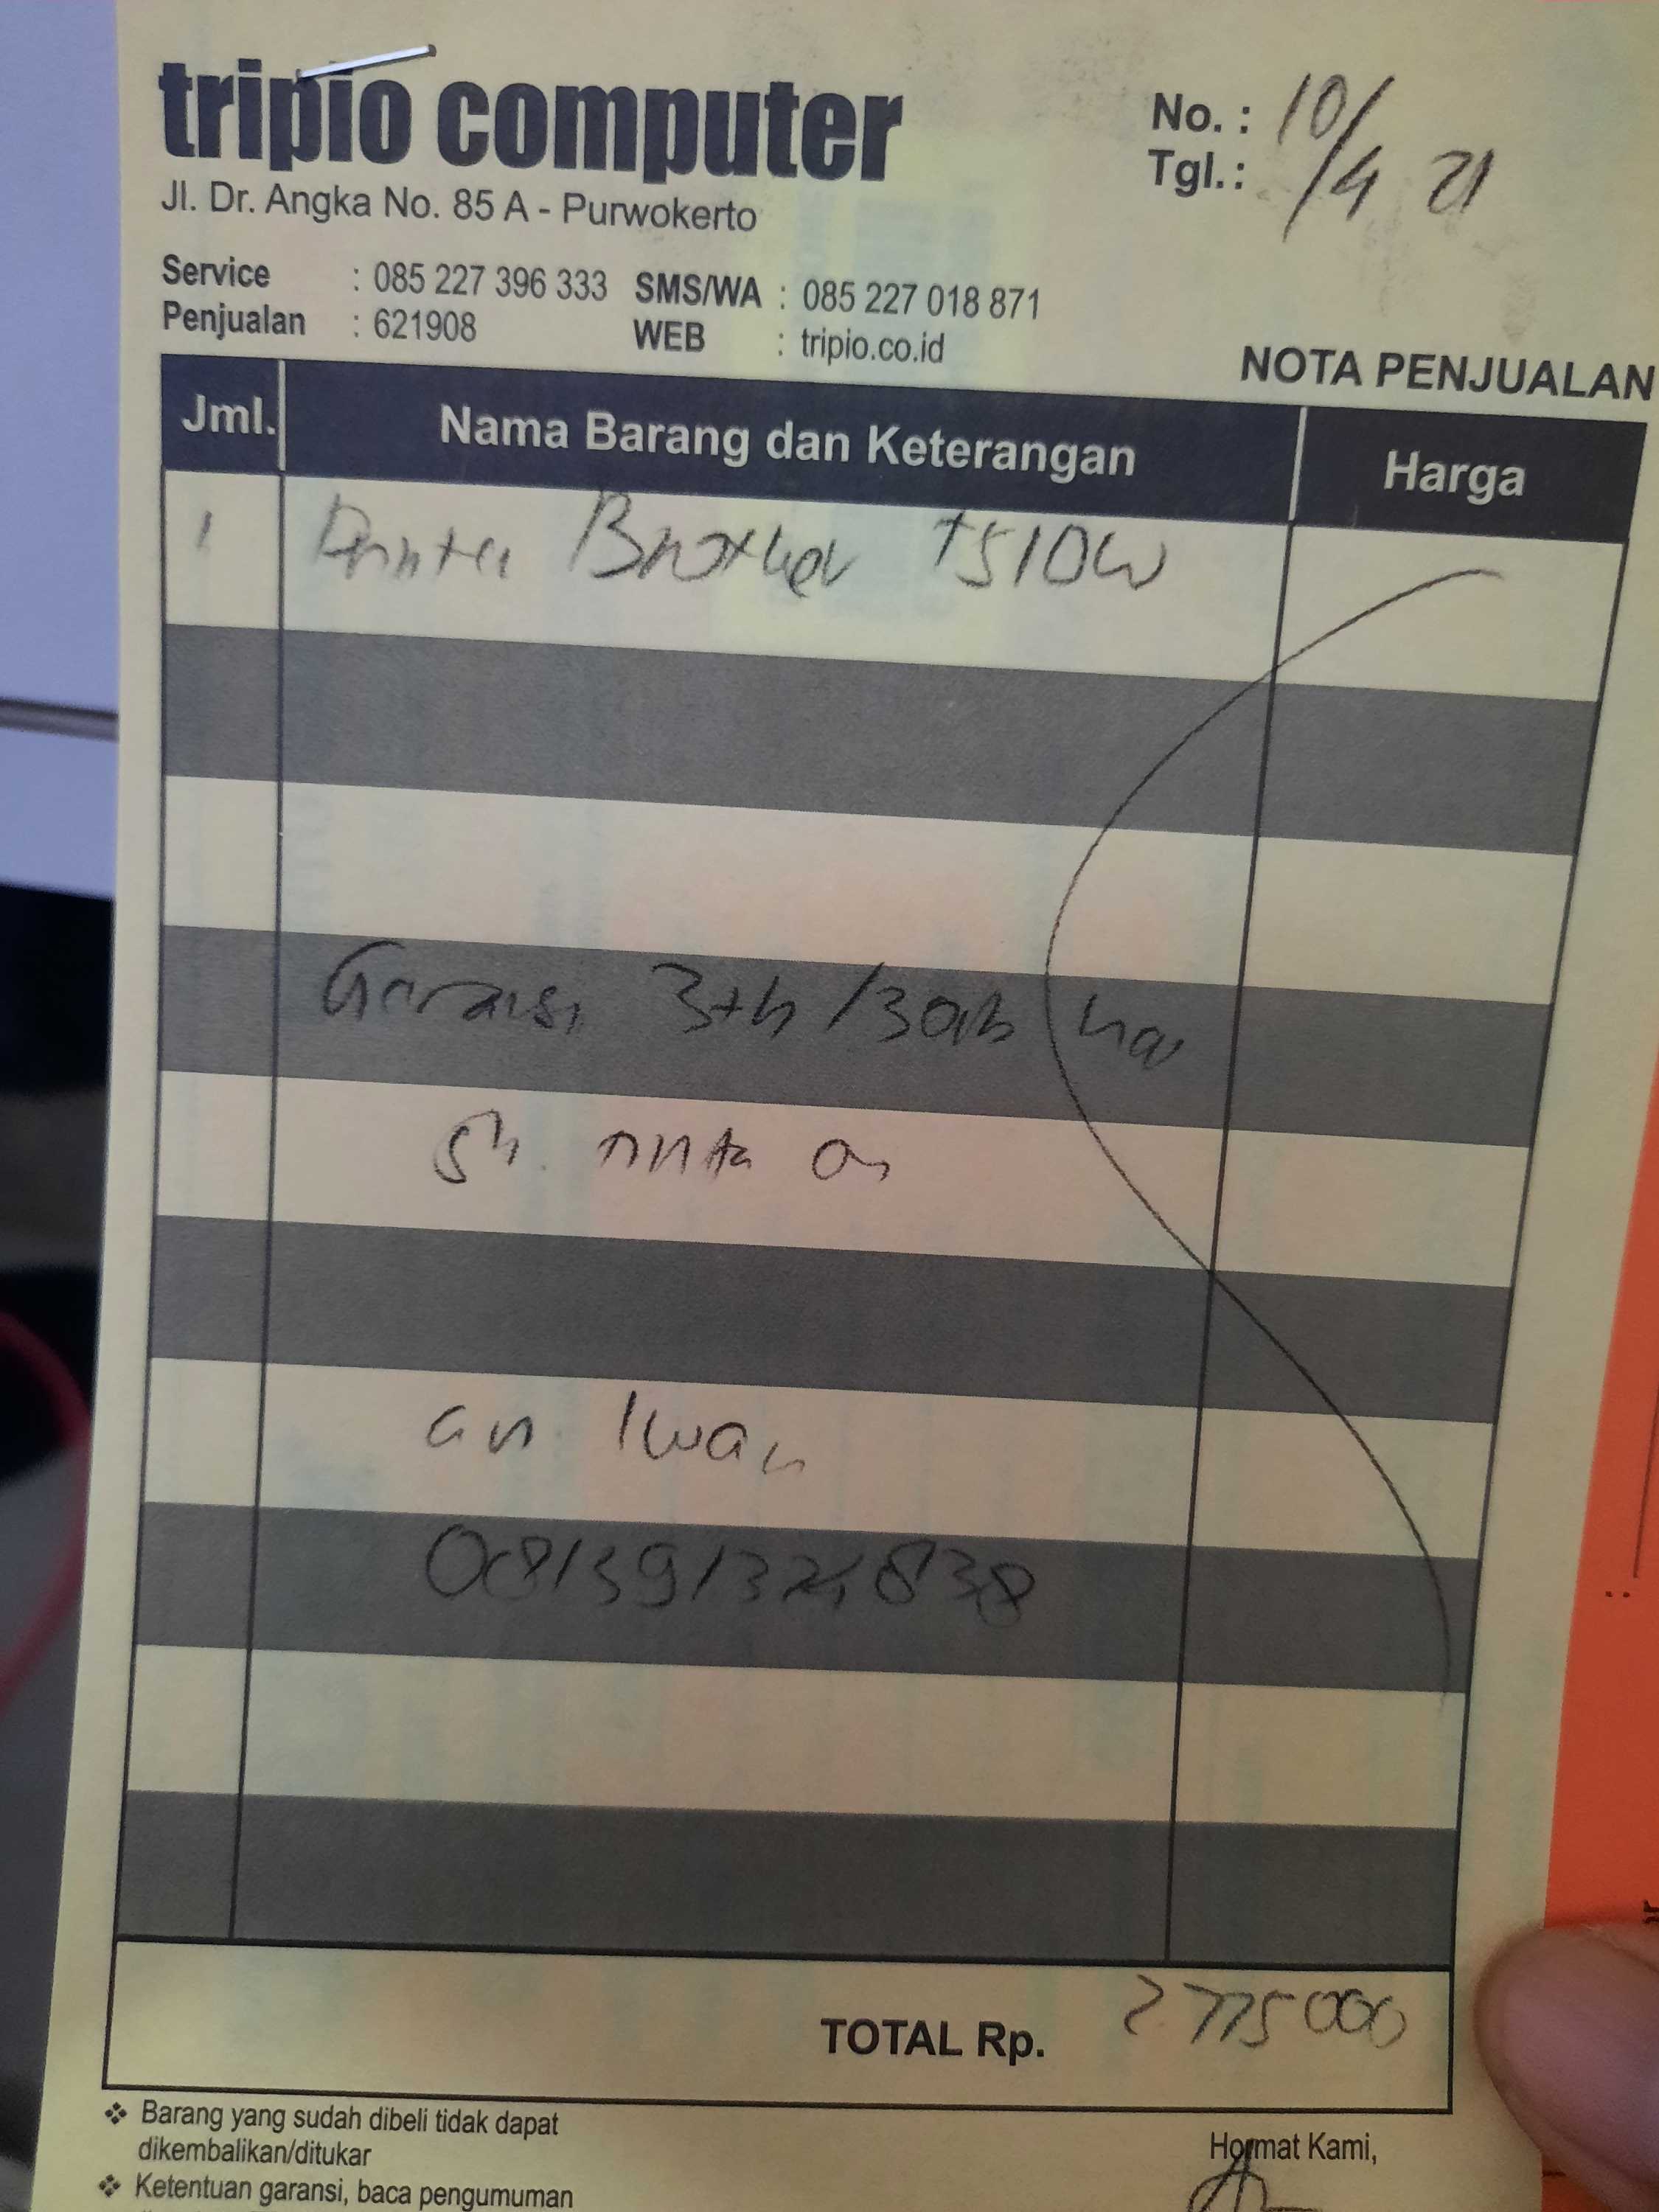 tripio computer
Jl. Dr. Angka No. 85 A - Purwokerto
No. : 10/
Tgl. : /4 21
Service : 085 227 396 333 SMS/WA : 085 227 018 871
Penjualan : 621908 WEB : tripio.co.id
NOTA PENJUALAN
Jml. Nama Barang dan Keterangan Harga
1 Printer Brother T510W
Garansi 3th /30rb
an Iwan
TOTAL Rp. 2.775000
❖ Barang yang sudah dibeli tidak dapat
dikembalikan/ditukar
❖ Ketentuan garansi, baca pengumuman
Hormat Kami,